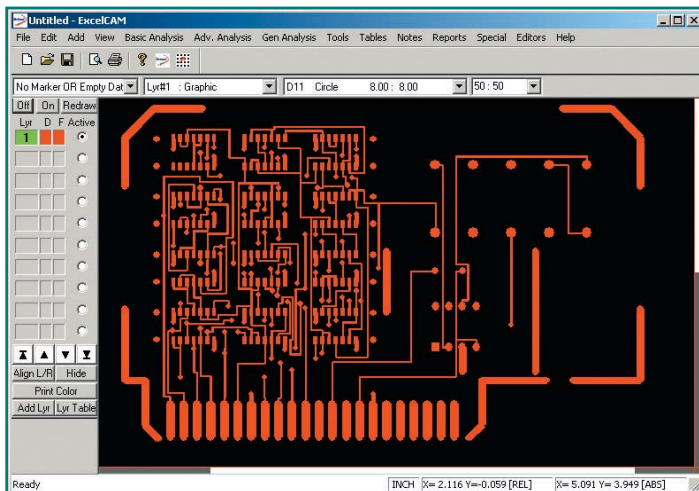 Untitled - ExcelCAM
File Edit Add View Basic Analysis Adv. Analysis Gen Analysis Tools Tables Notes Reports Special Editors Help
No Marker OR Empty Dat Lyr#1 : Graphic D11 Circle 8.00 : 8.00 50 : 50
Off On Redraw
Lyr D F Active
1
Align L/R Hide
Print Color
Add Lyr Lyr Table
Ready INCH X= 2.116 Y=-0.059 [REL] X= 5.091 Y= 3.949 [ABS]